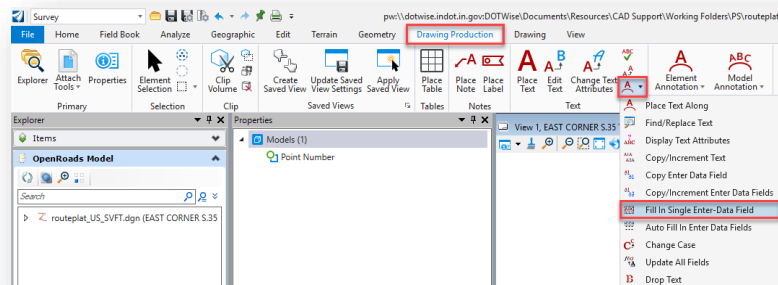 Survey
pw:\\dotwise.indot.in.gov:DOTWise\Documents\Resources\CAD Support\Working Folders\PS\routeplat
File Home Field Book Analyze Geographic Edit Terrain Geometry Drawing Production Drawing View
Explorer Attach Tools Properties Element Selection Clip Volume Create Saved View Update Saved View Settings Apply Saved View Place Table Place Note Place Label Place Text Edit Text Change Text Attributes ABC Element Annotation ABC Model Annotation
Primary Selection Clip Saved Views Tables Notes Text
Explorer
Items
OpenRoads Model
Search
routeplat_US_SVFT.dgn (EAST CORNER S.35
Properties
Models (1)
Point Number
View 1, EAST CORNER S.35
Place Text Along
Find/Replace Text
Display Text Attributes
Copy/Increment Text
Copy Enter Data Field
Copy/Increment Enter Data Fields
Fill In Single Enter-Data Field
Auto Fill In Enter Data Fields
Change Case
Update All Fields
Drop Text